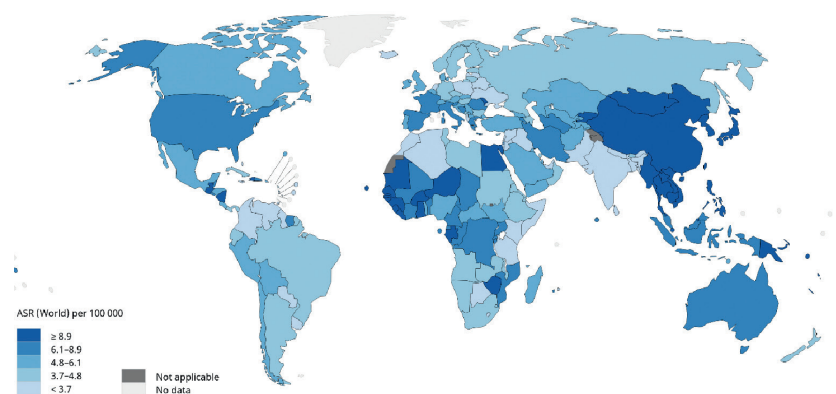 ASR (World) per 100 000
≥ 8.9
6.1–8.9
4.8–6.1
3.7–4.8
< 3.7
Not applicable
No data